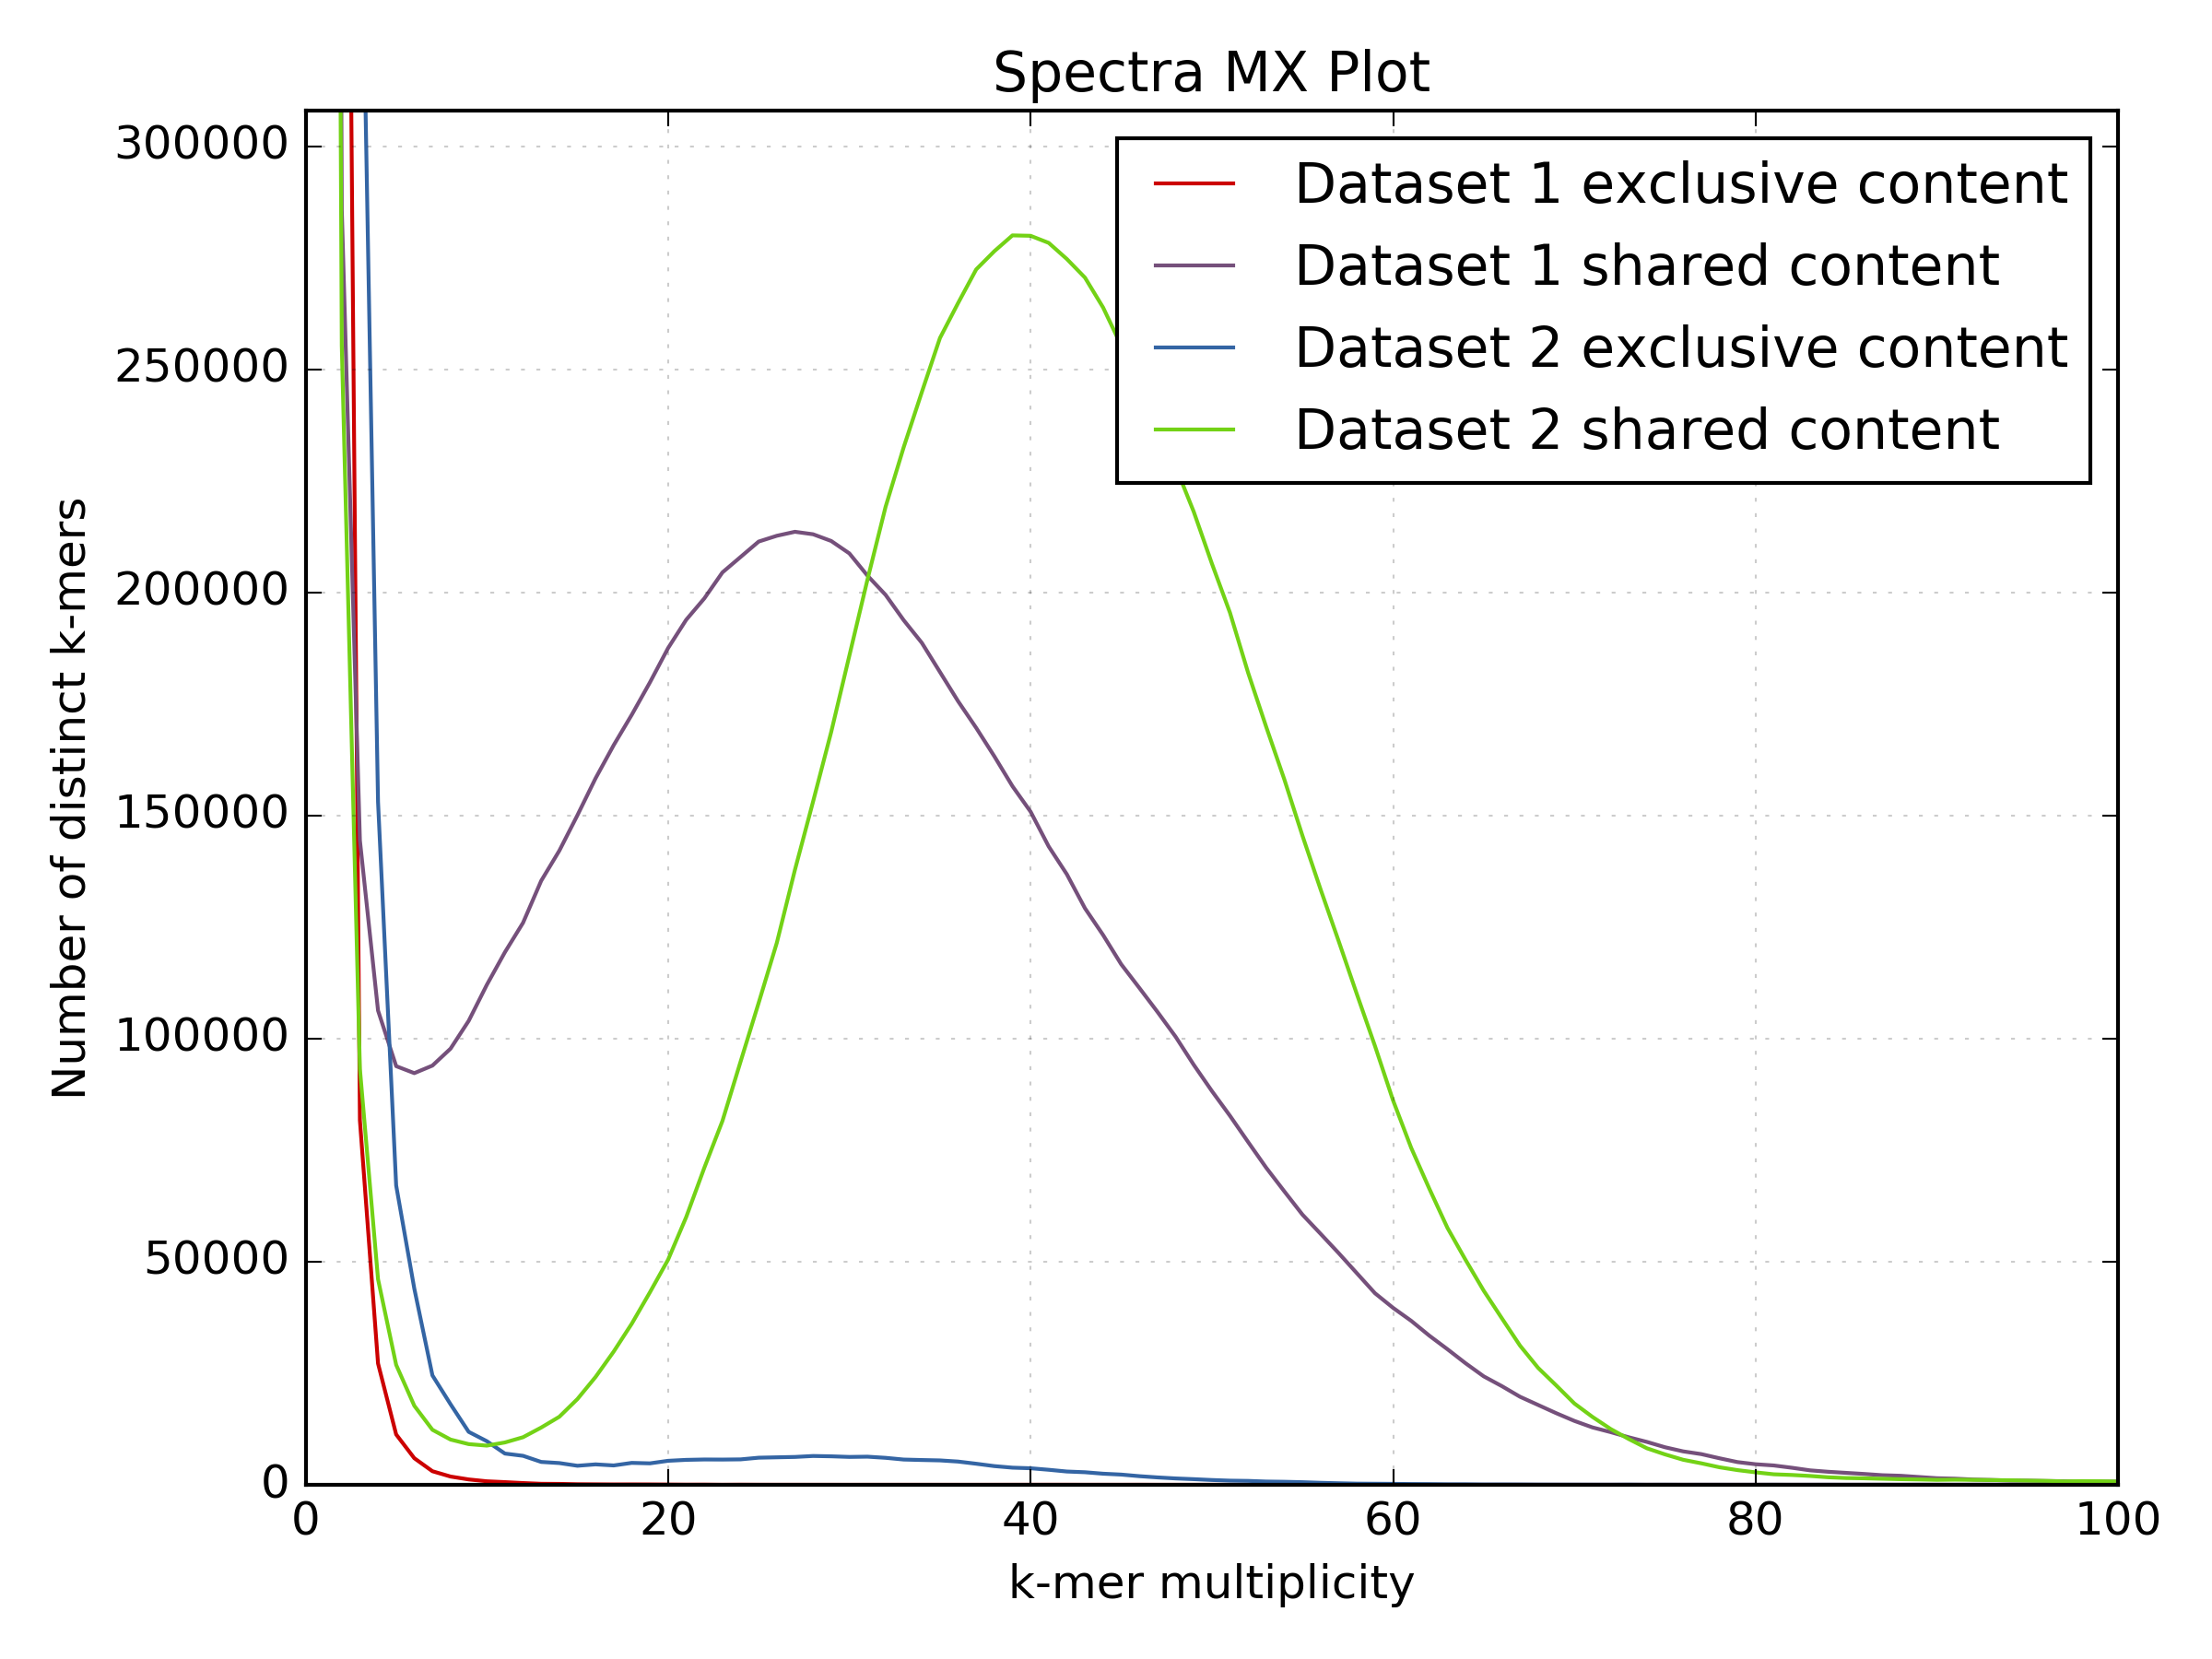 Spectra MX Plot
Dataset 1 exclusive content
Dataset 1 shared content
Dataset 2 exclusive content
Dataset 2 shared content
Number of distinct k-mers
300000
250000
200000
150000
100000
50000
0
0 20 40 60 80 100
k-mer multiplicity